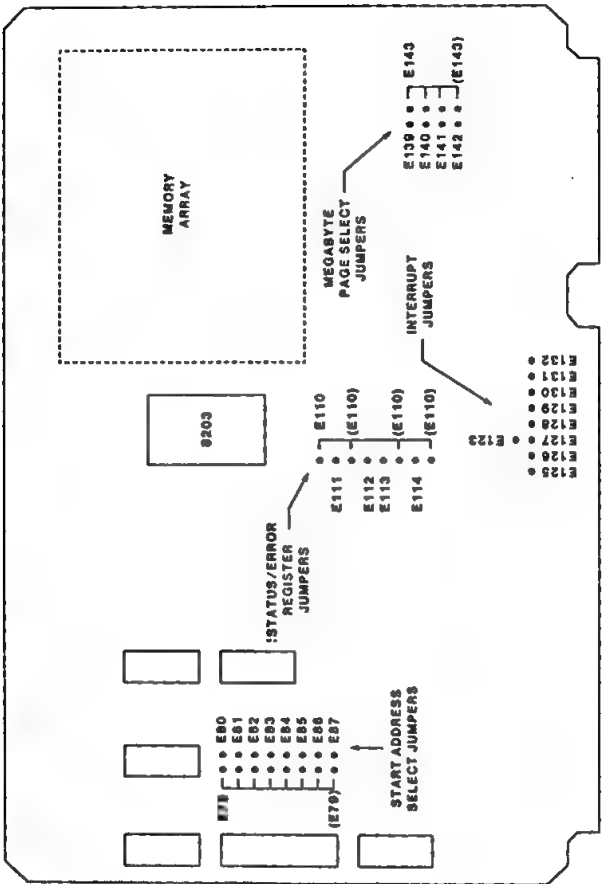 MEMORY
ARRAY
8203
E139
E140
E141
E142
E143
(E143)
MEGABYTE
PAGE SELECT
JUMPERS
STATUS/ERROR
REGISTER
JUMPERS
E110
E111
(E110)
E112
E113
(E110)
E114
(E110)
INTERRUPT
JUMPERS
E123
E125
E126
E127
E128
E129
E130
E131
E132
E80
E81
E82
E83
E84
E85
E86
E87
(E79)
START ADDRESS
SELECT JUMPERS